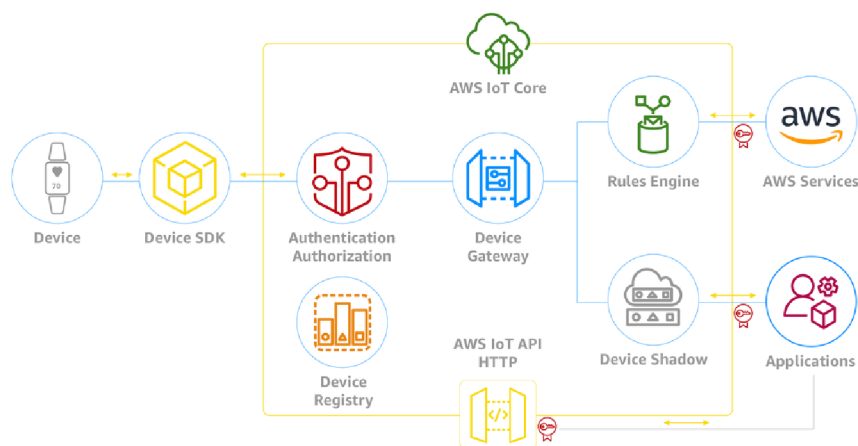 AWS IoT Core
70
Device
Device SDK
Authentication
Authorization
Device
Gateway
Rules Engine
aws
AWS Services
Device
Registry
AWS IoT API
HTTP
</>
Device Shadow
Applications